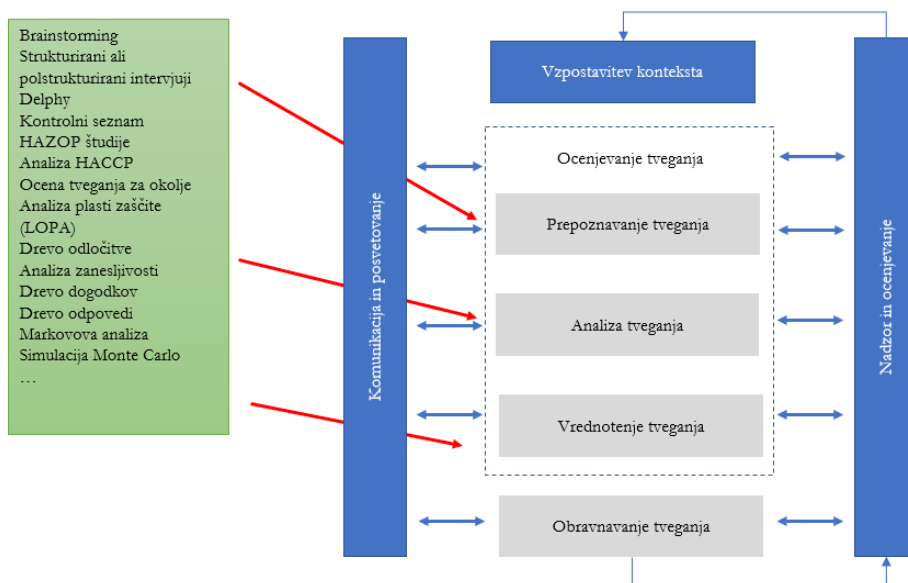 Brainstorming
Strukturirani ali
polstrukturirani intervjuji
Delphy
Kontrolni seznam
HAZOP študije
Analiza HACCP
Ocena tveganja za okolje
Analiza plasti zaščite
(LOPA)
Drevo odločitve
Analiza zanesljivosti
Drevo dogodkov
Drevo odpovedi
Markovova analiza
Simulacija Monte Carlo
…
Komunikacija in posvetovanje
Vzpostavitev konteksta
Ocenjevanje tveganja
Prepoznavanje tveganja
Analiza tveganja
Vrednotenje tveganja
Obravnavanje tveganja
Nadzor in ocenjevanje